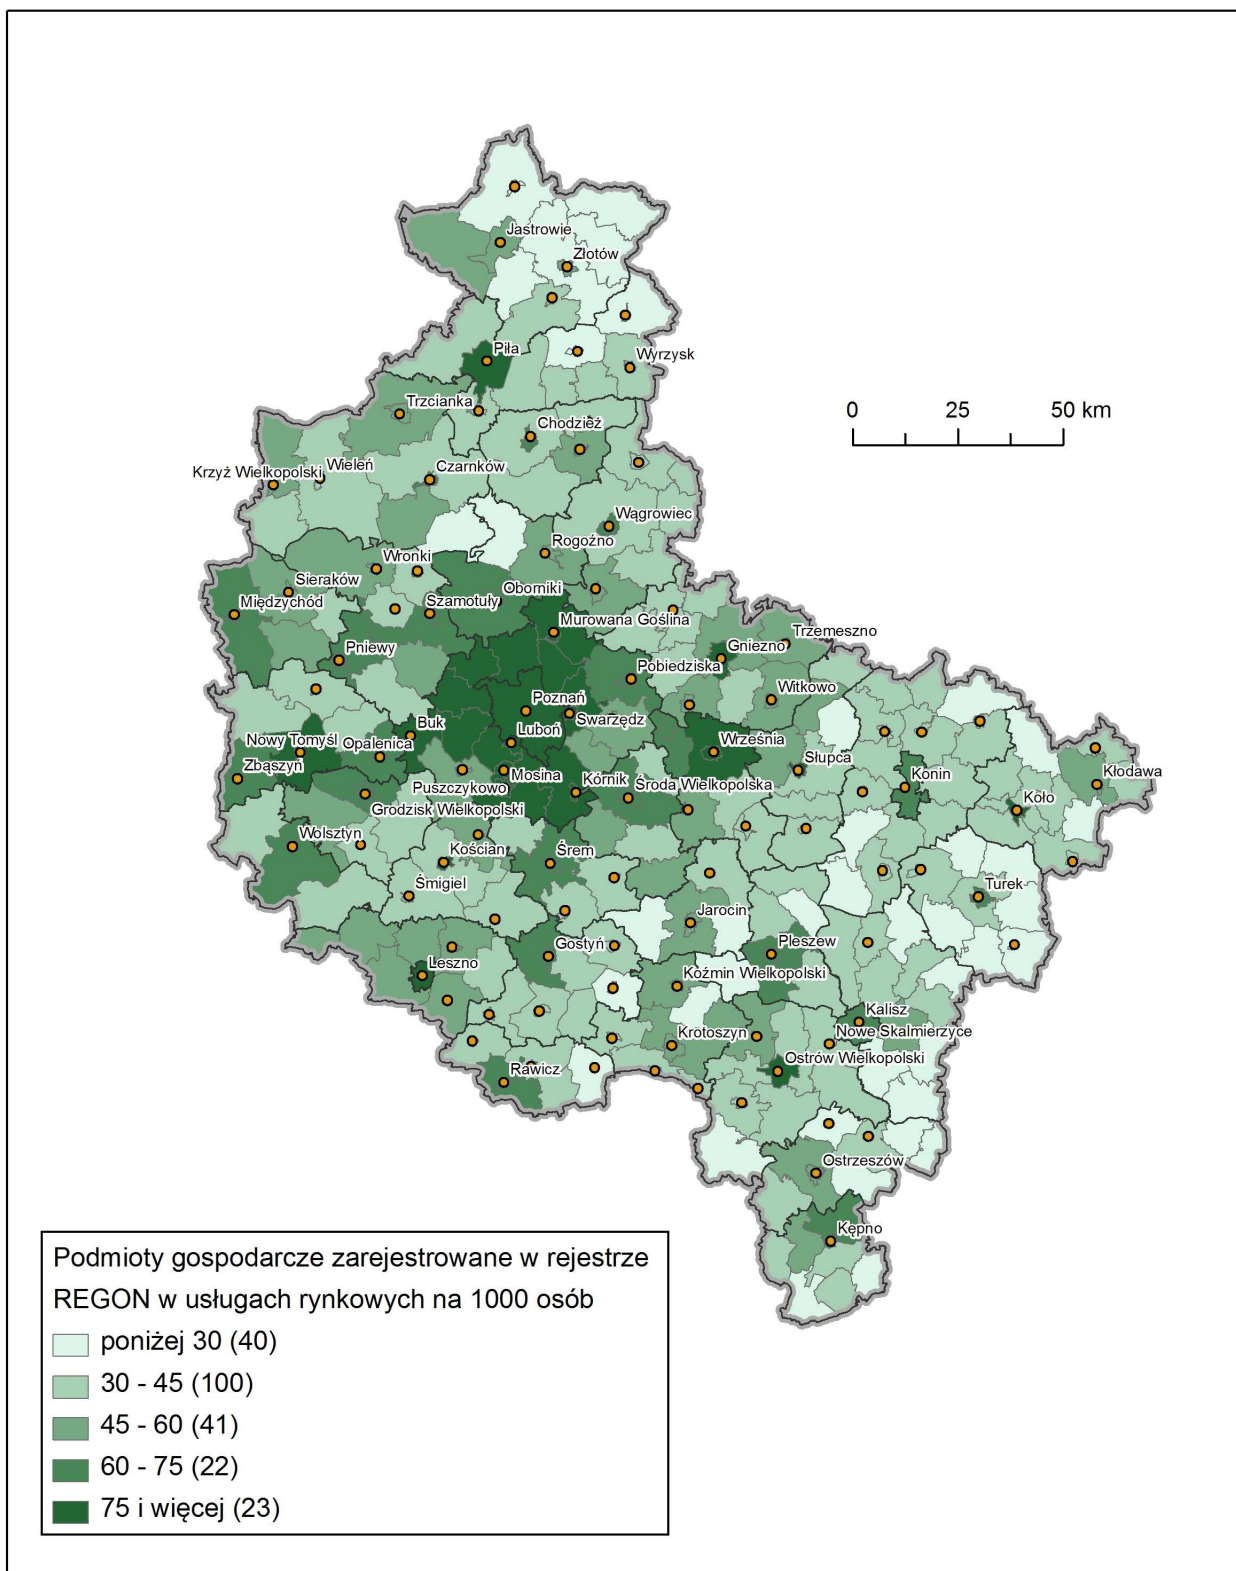 Jastrowie
Złotów
Piła
Wyrzysk
Trzcianka
0 25 50 km
Chodzież
Krzyż Wielkopolski
Wieleń
Czarnków
Wągrowiec
Rogoźno
Wronki
Sieraków
Oborniki
Międzychód
Szamotuły
Murowana Goślina
Trzemeszno
Gniezno
Pniewy
Pobiedziska
Witkowo
Poznań
Swarzędz
Buk
Luboń
Nowy Tomyśl
Opalenica
Września
Słupca
Zbąszyń
Mosina
Konin
Kłodawa
Puszczykowo
Kórnik
Środa Wielkopolska
Grodzisk Wielkopolski
Koło
Wolsztyn
Kościan
Śrem
Śmigiel
Turek
Jarocin
Gostyń
Pleszew
Leszno
Koźmin Wielkopolski
Kalisz
Krotoszyn
Nowe Skalmierzyce
Rawicz
Ostrów Wielkopolski
Ostrzeszów
Kępno
Podmioty gospodarcze zarejestrowane w rejestrze
REGON w usługach rynkowych na 1000 osób
poniżej 30 (40)
30 - 45 (100)
45 - 60 (41)
60 - 75 (22)
75 i więcej (23)